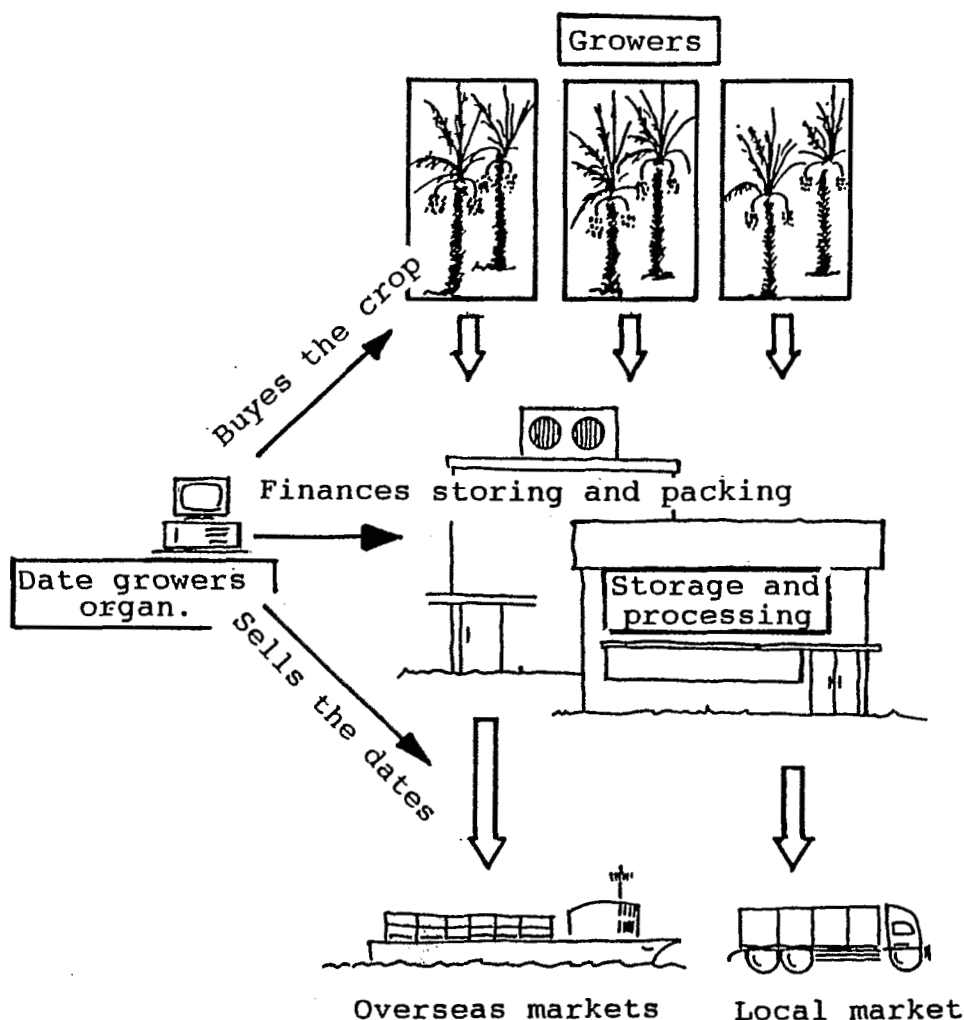 Growers
Buyes the crop
Finances storing and packing
Date growers
organ.
Storage and
processing
Sells the dates
Overseas markets
Local market